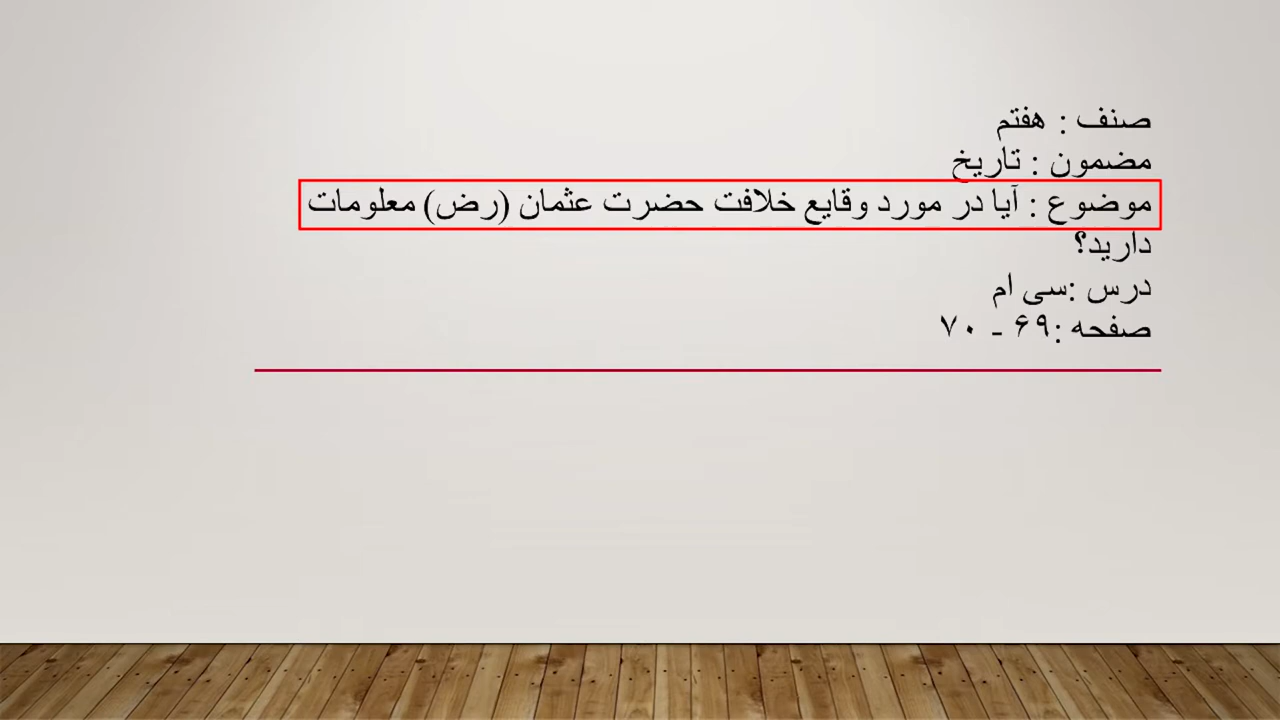 صنف : هفتم
مضمون : تاریخ
موضوع : آیا در مورد وقایع خلافت حضرت عثمان (رض) معلومات
دارید؟
درس :سی ام
صفحه :۶۹ - ۷۰